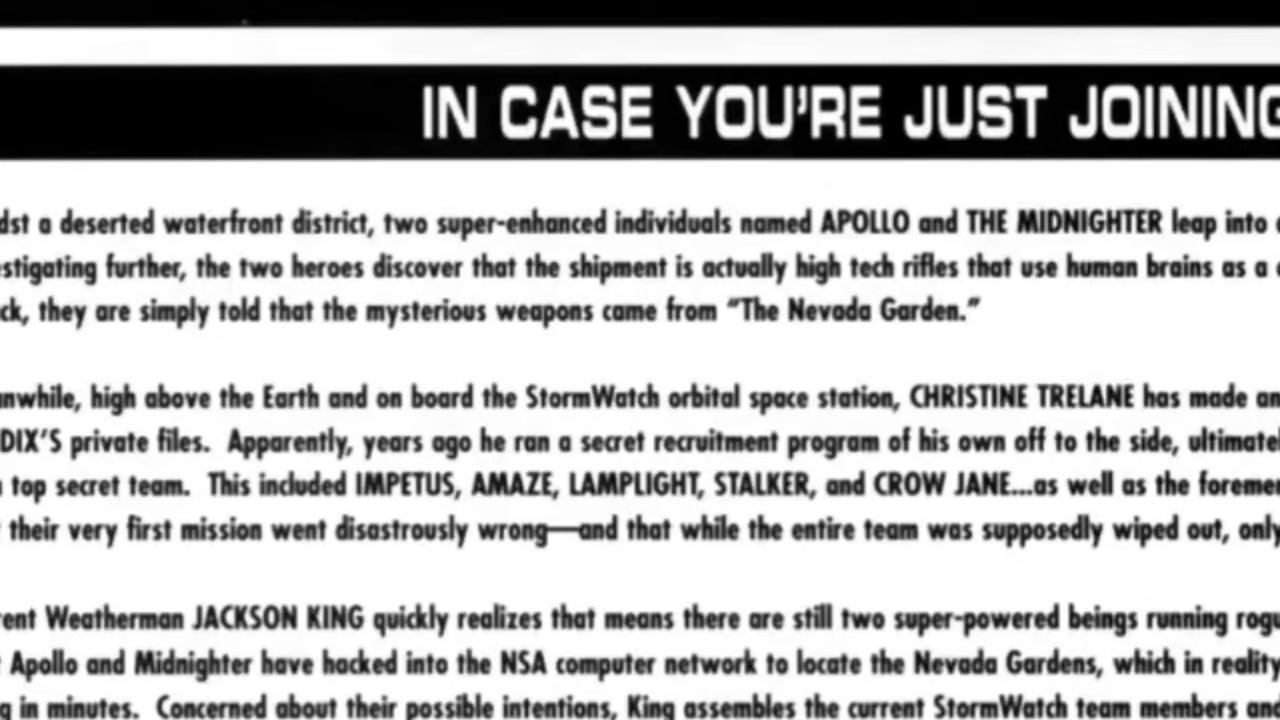 IN CASE YOU'RE JUST JOINING
dst a deserted waterfront district, two super-enhanced individuals named APOLLO and THE MIDNIGHTER leap into
estigating further, the two heroes discover that the shipment is actually high tech rifles that use human brains as a
ck, they are simply told that the mysterious weapons came from “The Nevada Garden.”
anwhile, high above the Earth and on board the StormWatch orbital space station, CHRISTINE TRELANE has made an
DIX’S private files. Apparently, years ago he ran a secret recruitment program of his own off to the side, ultimatel
top secret team. This included IMPETUS, AMAZE, LAMPLIGHT, STALKER, and CROW JANE...as well as the foremen
their very first mission went disastrously wrong—and that while the entire team was supposedly wiped out, only
rent Weatherman JACKSON KING quickly realizes that means there are still two super-powered beings running rogu
Apollo and Midnighter have hacked into the NSA computer network to locate the Nevada Gardens, which in reality
g in minutes. Concerned about their possible intentions, King assembles the current StormWatch team members and